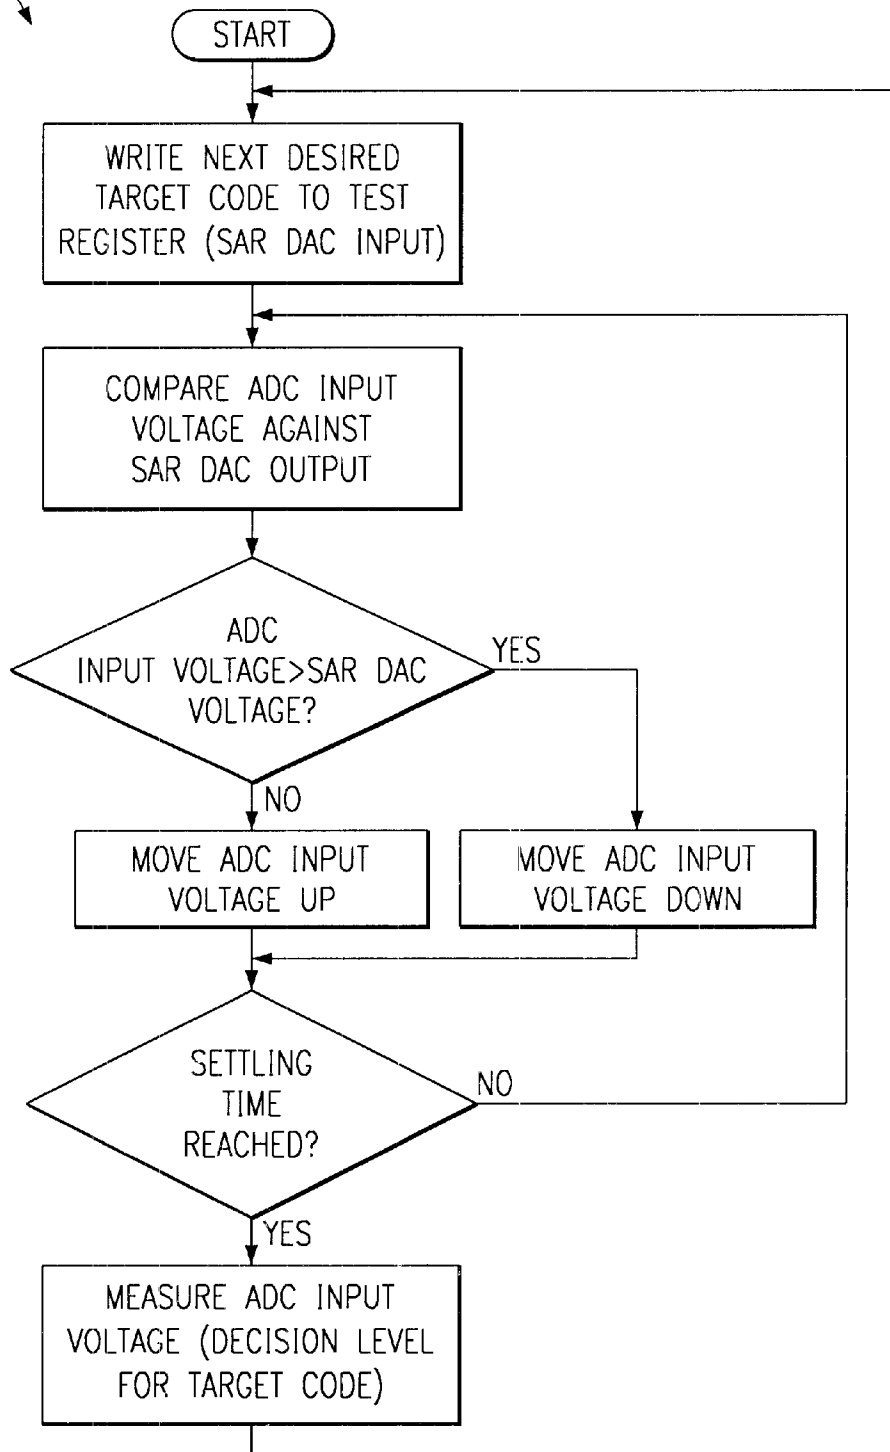 START
WRITE NEXT DESIRED
TARGET CODE TO TEST
REGISTER (SAR DAC INPUT)
COMPARE ADC INPUT
VOLTAGE AGAINST
SAR DAC OUTPUT
ADC
INPUT VOLTAGE>SAR DAC
VOLTAGE?
YES
NO
MOVE ADC INPUT
VOLTAGE UP
MOVE ADC INPUT
VOLTAGE DOWN
SETTLING
TIME
REACHED?
NO
YES
MEASURE ADC INPUT
VOLTAGE (DECISION LEVEL
FOR TARGET CODE)